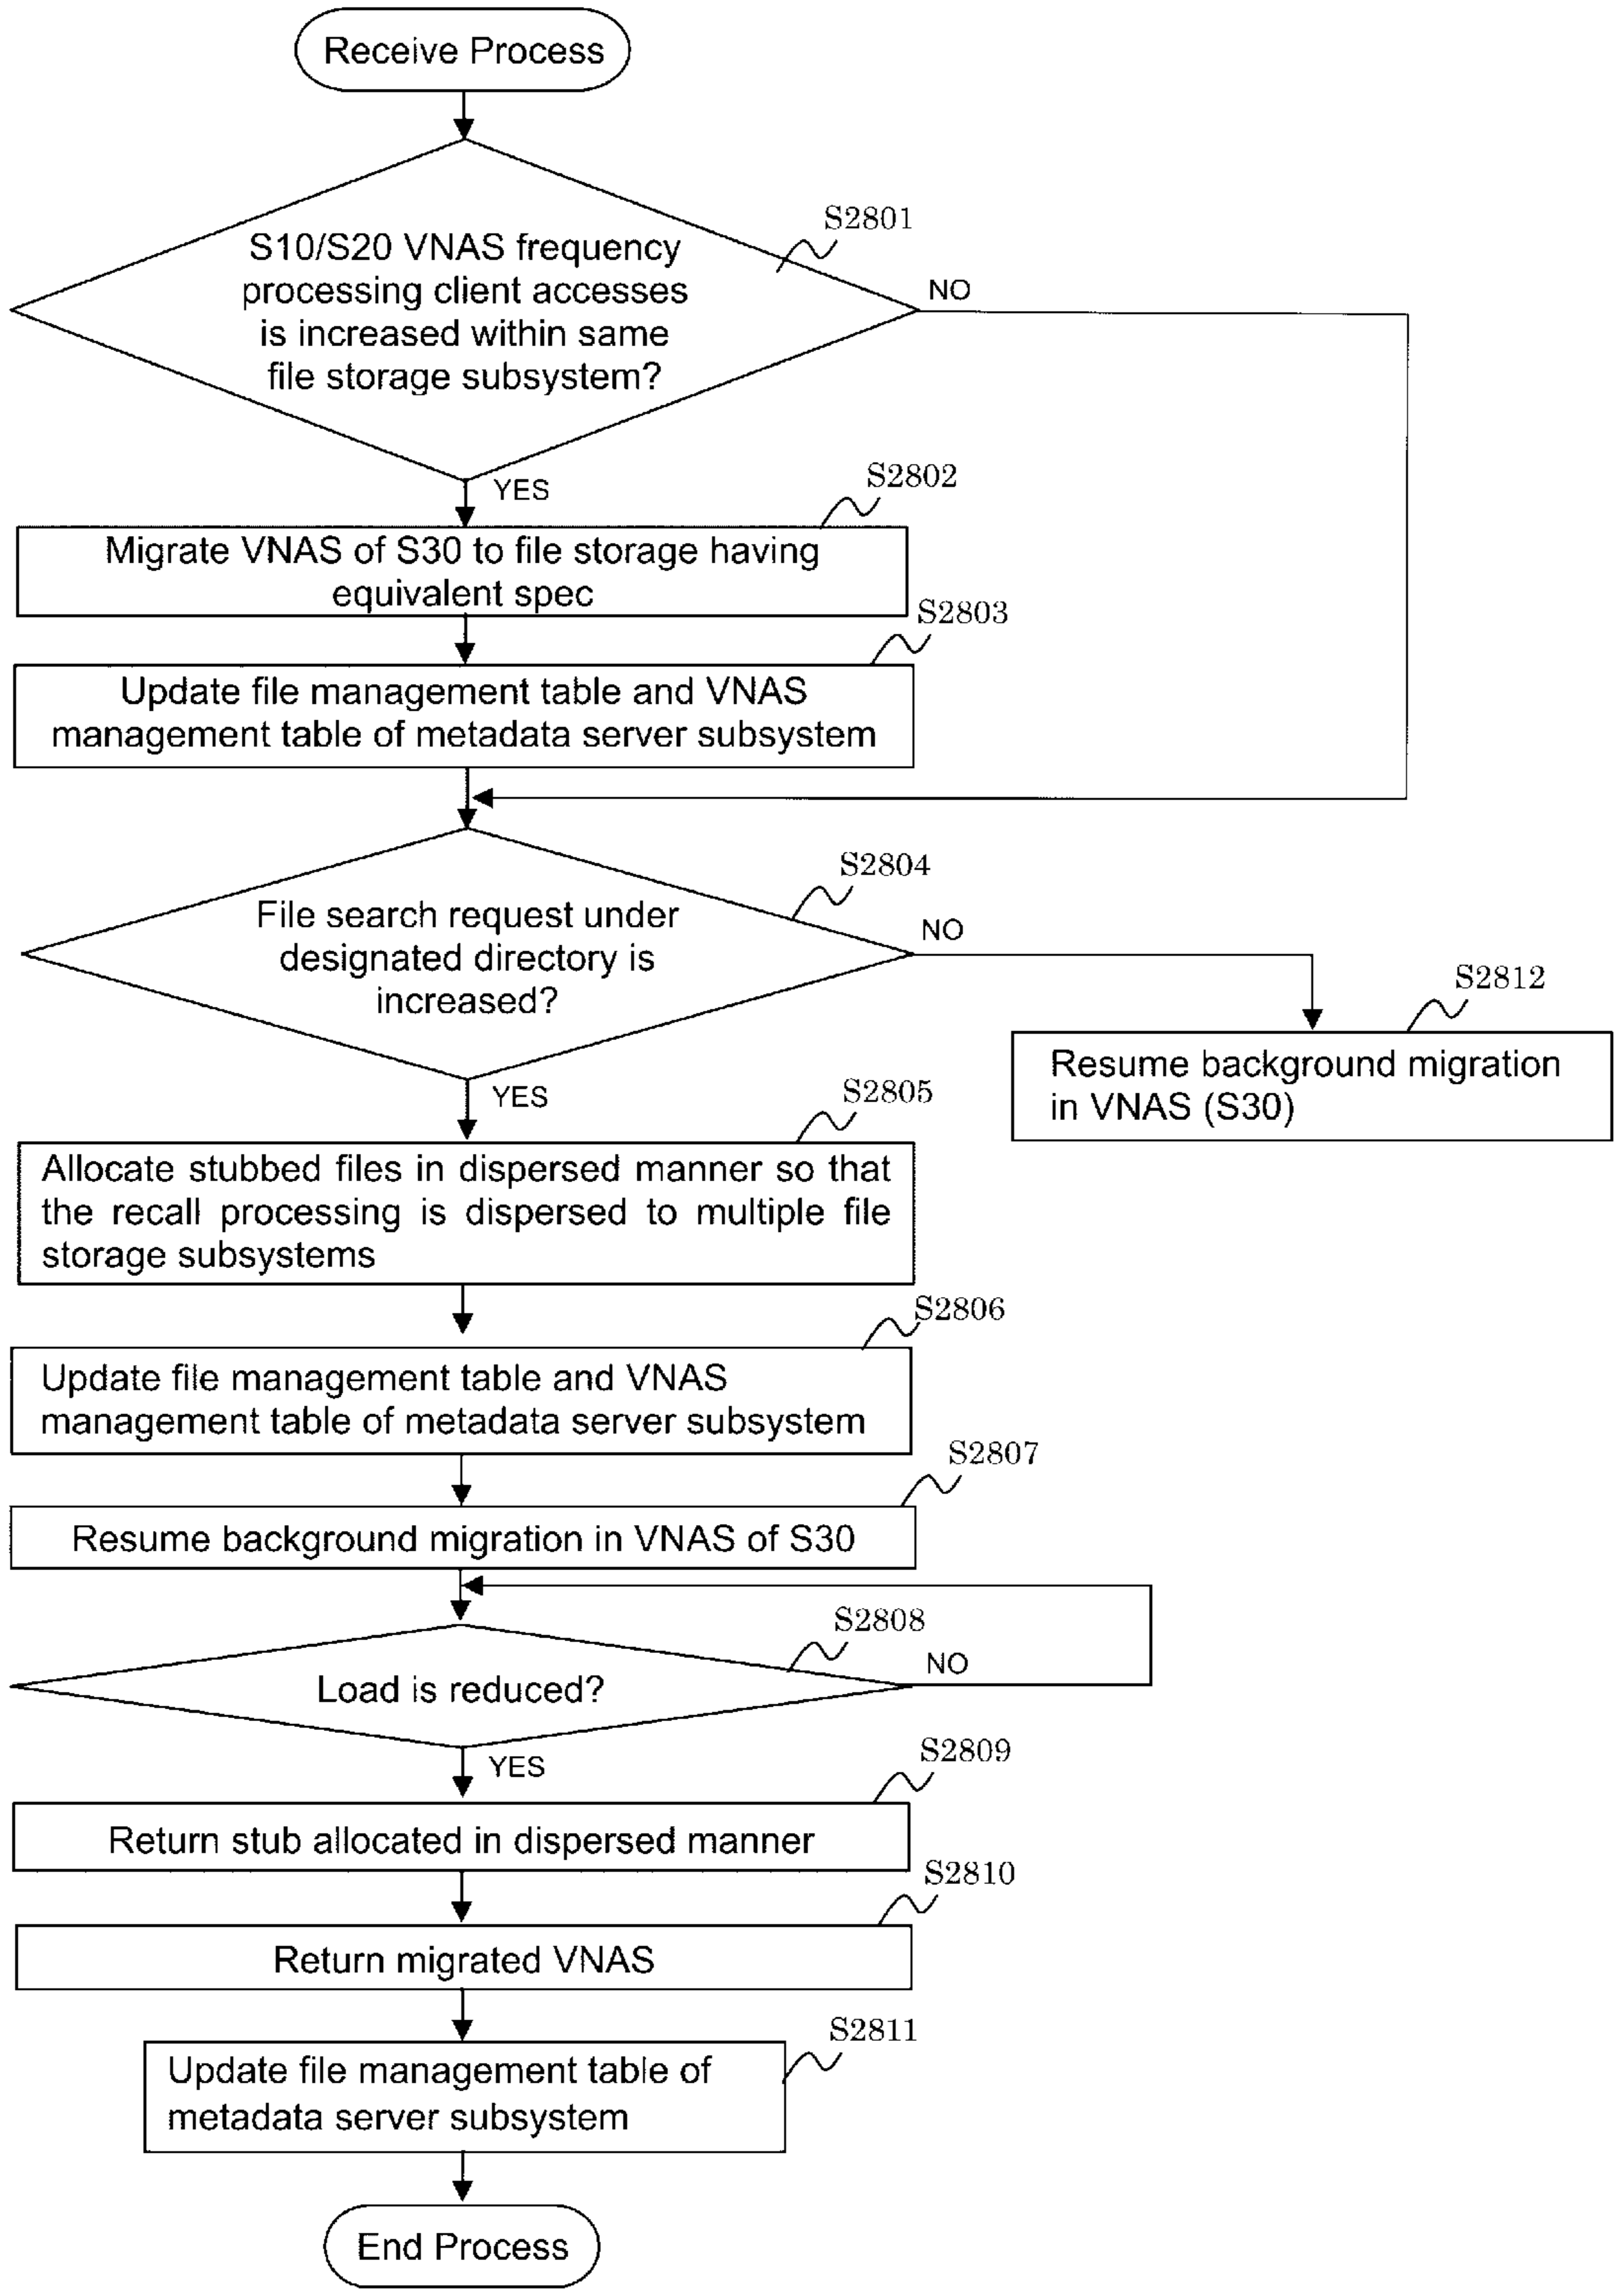 Receive Process
S2801
S10/S20 VNAS frequency
processing client accesses
is increased within same
file storage subsystem?
NO
YES
S2802
Migrate VNAS of S30 to file storage having
equivalent spec
S2803
Update file management table and VNAS
management table of metadata server subsystem
S2804
File search request under
designated directory is
increased?
NO
S2812
Resume background migration
in VNAS (S30)
YES
S2805
Allocate stubbed files in dispersed manner so that
the recall processing is dispersed to multiple file
storage subsystems
S2806
Update file management table and VNAS
management table of metadata server subsystem
S2807
Resume background migration in VNAS of S30
S2808
Load is reduced?
NO
YES
S2809
Return stub allocated in dispersed manner
S2810
Return migrated VNAS
S2811
Update file management table of
metadata server subsystem
End Process